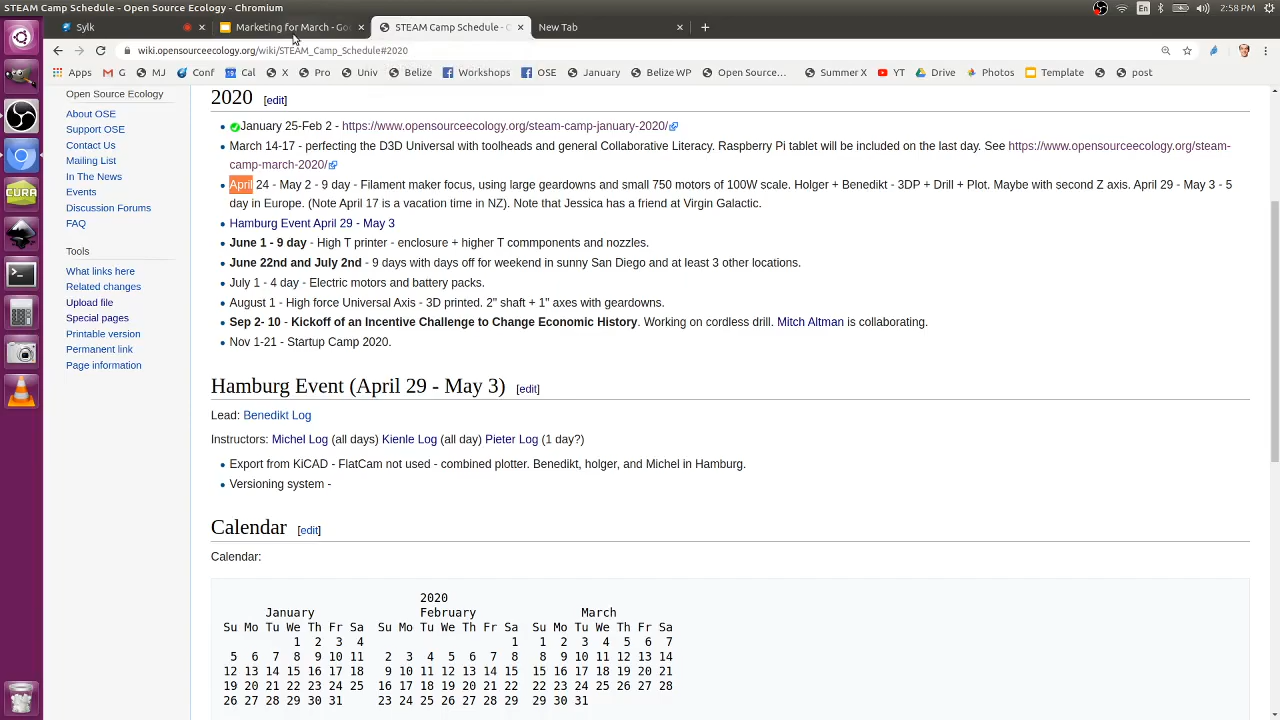 STEAM Camp Schedule - Open Source Ecology - Chromium
En
2:58 PM
Sylk
Marketing for March - Go
STEAM Camp Schedule - 
New Tab
wiki.opensourceecology.org/wiki/STEAM_Camp_Schedule#2020
Apps
G
MJ
Conf
Cal
X
Pro
Univ
Belize
Workshops
OSE
January
Belize WP
Open Source…
Summer X
YT
Drive
Photos
Template
post
Open Source Ecology
About OSE
Support OSE
Contact Us
Mailing List
In The News
Events
Discussion Forums
FAQ
Tools
What links here
Related changes
Upload file
Special pages
Printable version
Permanent link
Page information
2020 [edit]
January 25-Feb 2 - https://www.opensourceecology.org/steam-camp-january-2020/
March 14-17 - perfecting the D3D Universal with toolheads and general Collaborative Literacy. Raspberry Pi tablet will be included on the last day. See https://www.opensourceecology.org/steam-
camp-march-2020/
April 24 - May 2 - 9 day - Filament maker focus, using large geardowns and small 750 motors of 100W scale. Holger + Benedikt - 3DP + Drill + Plot. Maybe with second Z axis. April 29 - May 3 - 5
day in Europe. (Note April 17 is a vacation time in NZ). Note that Jessica has a friend at Virgin Galactic.
Hamburg Event April 29 - May 3
June 1 - 9 day - High T printer - enclosure + higher T commponents and nozzles.
June 22nd and July 2nd - 9 days with days off for weekend in sunny San Diego and at least 3 other locations.
July 1 - 4 day - Electric motors and battery packs.
August 1 - High force Universal Axis - 3D printed. 2" shaft + 1" axes with geardowns.
Sep 2- 10 - Kickoff of an Incentive Challenge to Change Economic History. Working on cordless drill. Mitch Altman is collaborating.
Nov 1-21 - Startup Camp 2020.
Hamburg Event (April 29 - May 3) [edit]
Lead: Benedikt Log
Instructors: Michel Log (all days) Kienle Log (all day) Pieter Log (1 day?)
Export from KiCAD - FlatCam not used - combined plotter. Benedikt, holger, and Michel in Hamburg.
Versioning system -
Calendar [edit]
Calendar:
2020
January February March
Su Mo Tu We Th Fr Sa Su Mo Tu We Th Fr Sa Su Mo Tu We Th Fr Sa
1 2 3 4 1 1 2 3 4 5 6 7
5 6 7 8 9 10 11 2 3 4 5 6 7 8 8 9 10 11 12 13 14
12 13 14 15 16 17 18 9 10 11 12 13 14 15 15 16 17 18 19 20 21
19 20 21 22 23 24 25 16 17 18 19 20 21 22 22 23 24 25 26 27 28
26 27 28 29 30 31 23 24 25 26 27 28 29 29 30 31
CURA